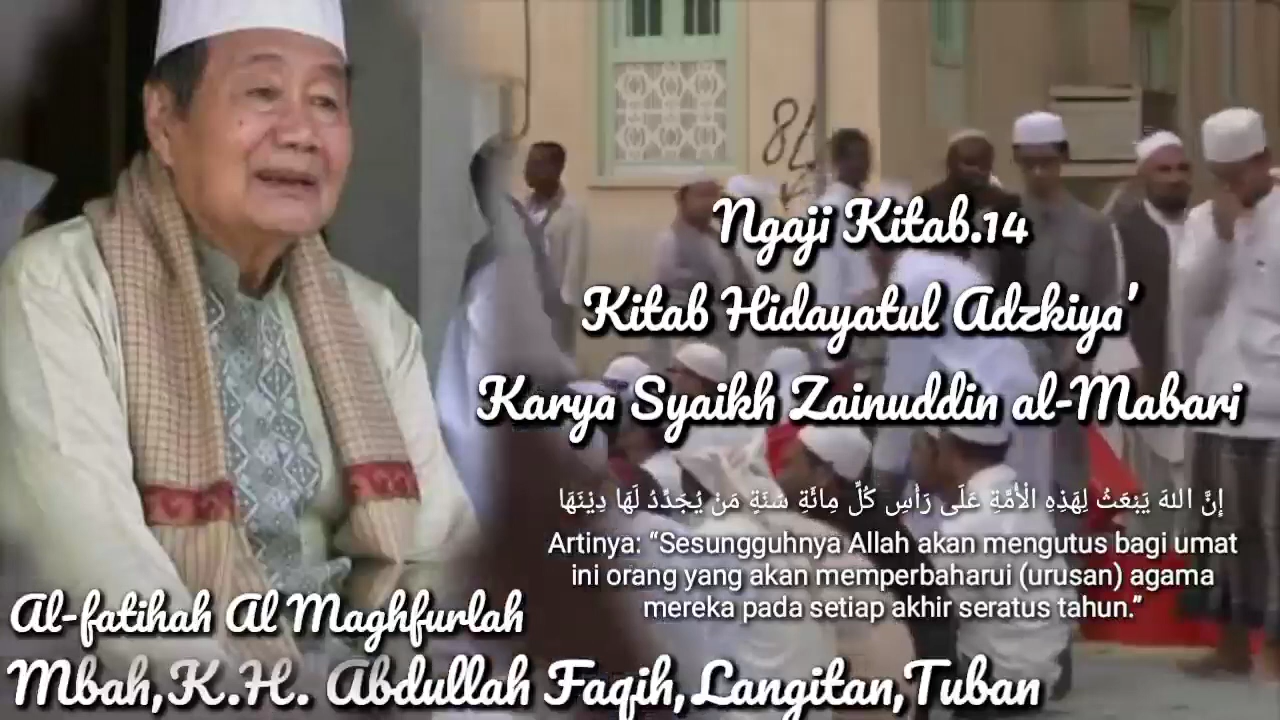 84
Ngaji Kitab.14
Kitab Hidayatul Adzkiya'
Karya Syaikh Zainuddin al-Mabari
إِنَّ اللهَ يَبْعَثُ لِهَذِهِ الْأُمَّةِ عَلَى رَأْسِ كُلِّ مِائَةِ سَنَةٍ مَنْ يُجَدِّدُ لَهَا دِيْنَهَا
Artinya: “Sesungguhnya Allah akan mengutus bagi umat
ini orang yang akan memperbaharui (urusan) agama
mereka pada setiap akhir seratus tahun.”
Al-fatihah Al Maghfurlah
Mbah,K.H. Abdullah Faqih,Langitan,Tuban